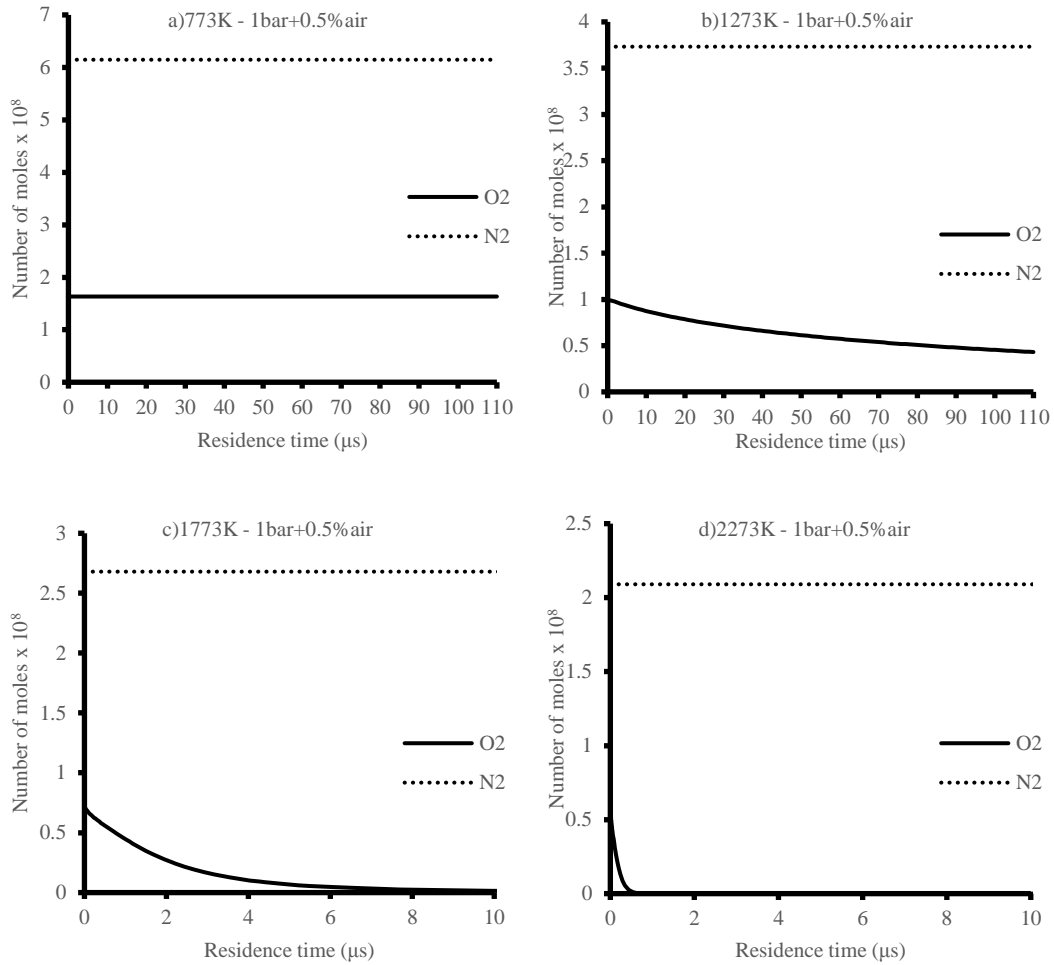 a)773K - 1bar+0.5%air
Number of moles x 10⁸
7
6
5
4
3
2
1
0
0 10 20 30 40 50 60 70 80 90 100 110
Residence time (µs)
O2
N2
b)1273K - 1bar+0.5%air
Number of moles x 10⁸
4
3.5
3
2.5
2
1.5
1
0.5
0
0 10 20 30 40 50 60 70 80 90 100 110
Residence time (µs)
O2
N2
c)1773K - 1bar+0.5%air
Number of moles x 10⁸
3
2.5
2
1.5
1
0.5
0
0 2 4 6 8 10
Residence time (µs)
O2
N2
d)2273K - 1bar+0.5%air
Number of moles x 10⁸
2.5
2
1.5
1
0.5
0
0 2 4 6 8 10
Residence time (µs)
O2
N2